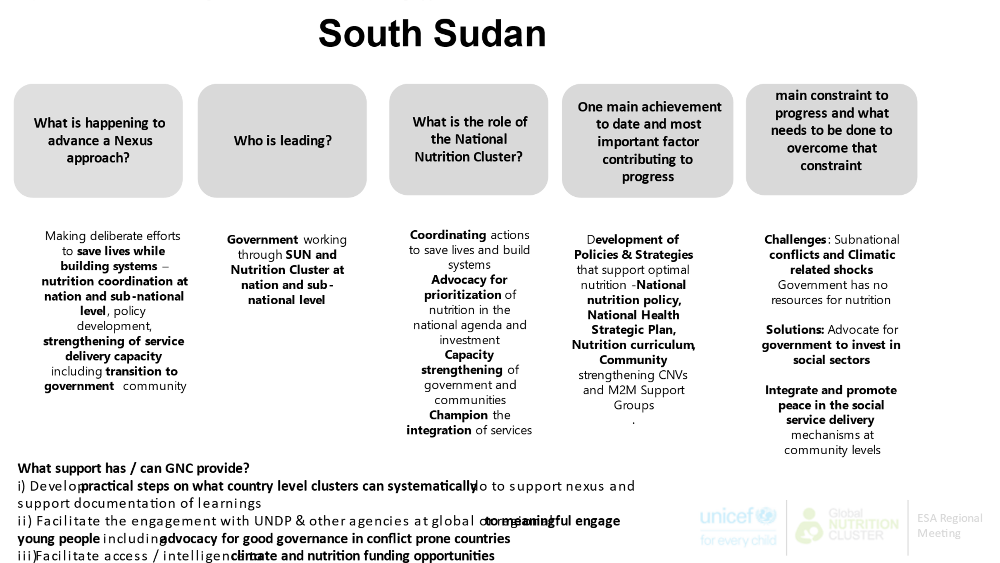 South Sudan
What is happening to
advance a Nexus
approach?
Who is leading?
What is the role of
the National
Nutrition Cluster?
One main achievement
to date and most
important factor
contributing to
progress
main constraint to
progress and what
needs to be done to
overcome that
constraint
Making deliberate efforts
to save lives while
building systems –
nutrition coordination at
nation and sub-national
level, policy
development,
strengthening of service
delivery capacity
including transition to
government community
Government working
through SUN and
Nutrition Cluster at
nation and sub-
national level
Coordinating actions
to save lives and build
systems
Advocacy for
prioritization of
nutrition in the
national agenda and
investment
Capacity
strengthening of
government and
communities
Champion the
integration of services
Development of
Policies & Strategies
that support optimal
nutrition -National
nutrition policy,
National Health
Strategic Plan,
Nutrition curriculum,
Community
strengthening CNVs
and M2M Support
Groups
.
Challenges: Subnational
conflicts and Climatic
related shocks
Government has no
resources for nutrition
Solutions: Advocate for
government to invest in
social sectors
Integrate and promote
peace in the social
service delivery
mechanisms at
community levels
What support has / can GNC provide?
i) Develop practical steps on what country level clusters can systematically do to support nexus and
support documentation of learnings
ii) Facilitate the engagement with UNDP & other agencies at global or regional to meaningful engage
young people including advocacy for good governance in conflict prone countries
iii)Facilitate access / intelligence to climate and nutrition funding opportunities
unicef
for every child
Global
NUTRITION
CLUSTER
ESA Regional
Meeting